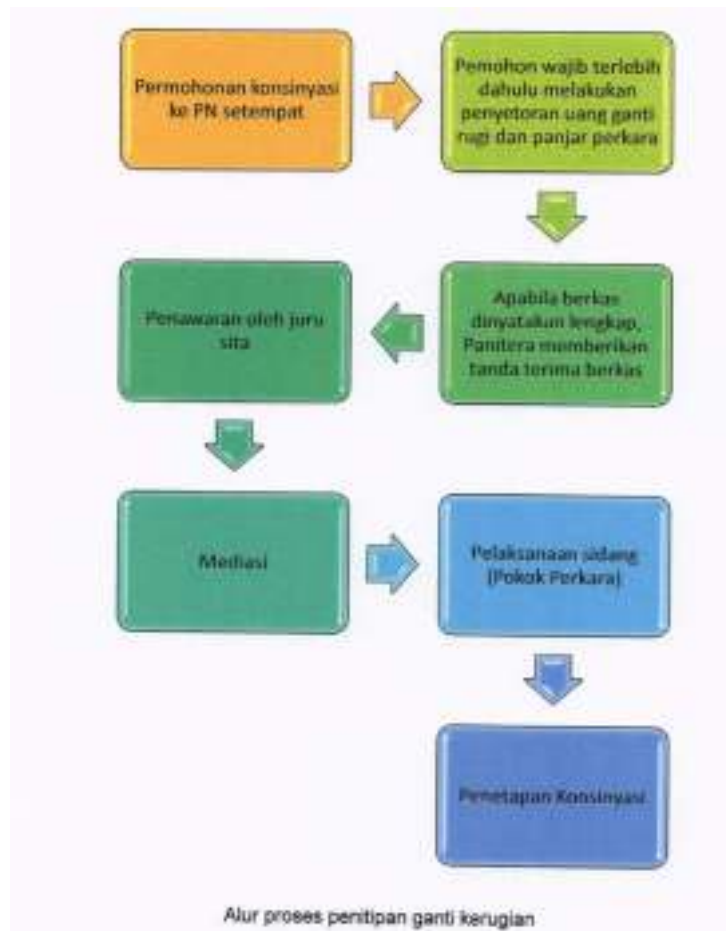 Permohonan konsinyasi
ke PN setempat
Pemohon wajib terlebih
dahulu melakukan
penyetoran uang ganti
rugi dan panjar perkara
Apabila berkas
dinyatakan lengkap,
Panitera memberikan
tanda terima berkas
Penawaran oleh juru
sita
Mediasi
Pelaksanaan sidang
(Pokok Perkara)
Penetapan Konsinyasi
Alur proses penitipan ganti kerugian